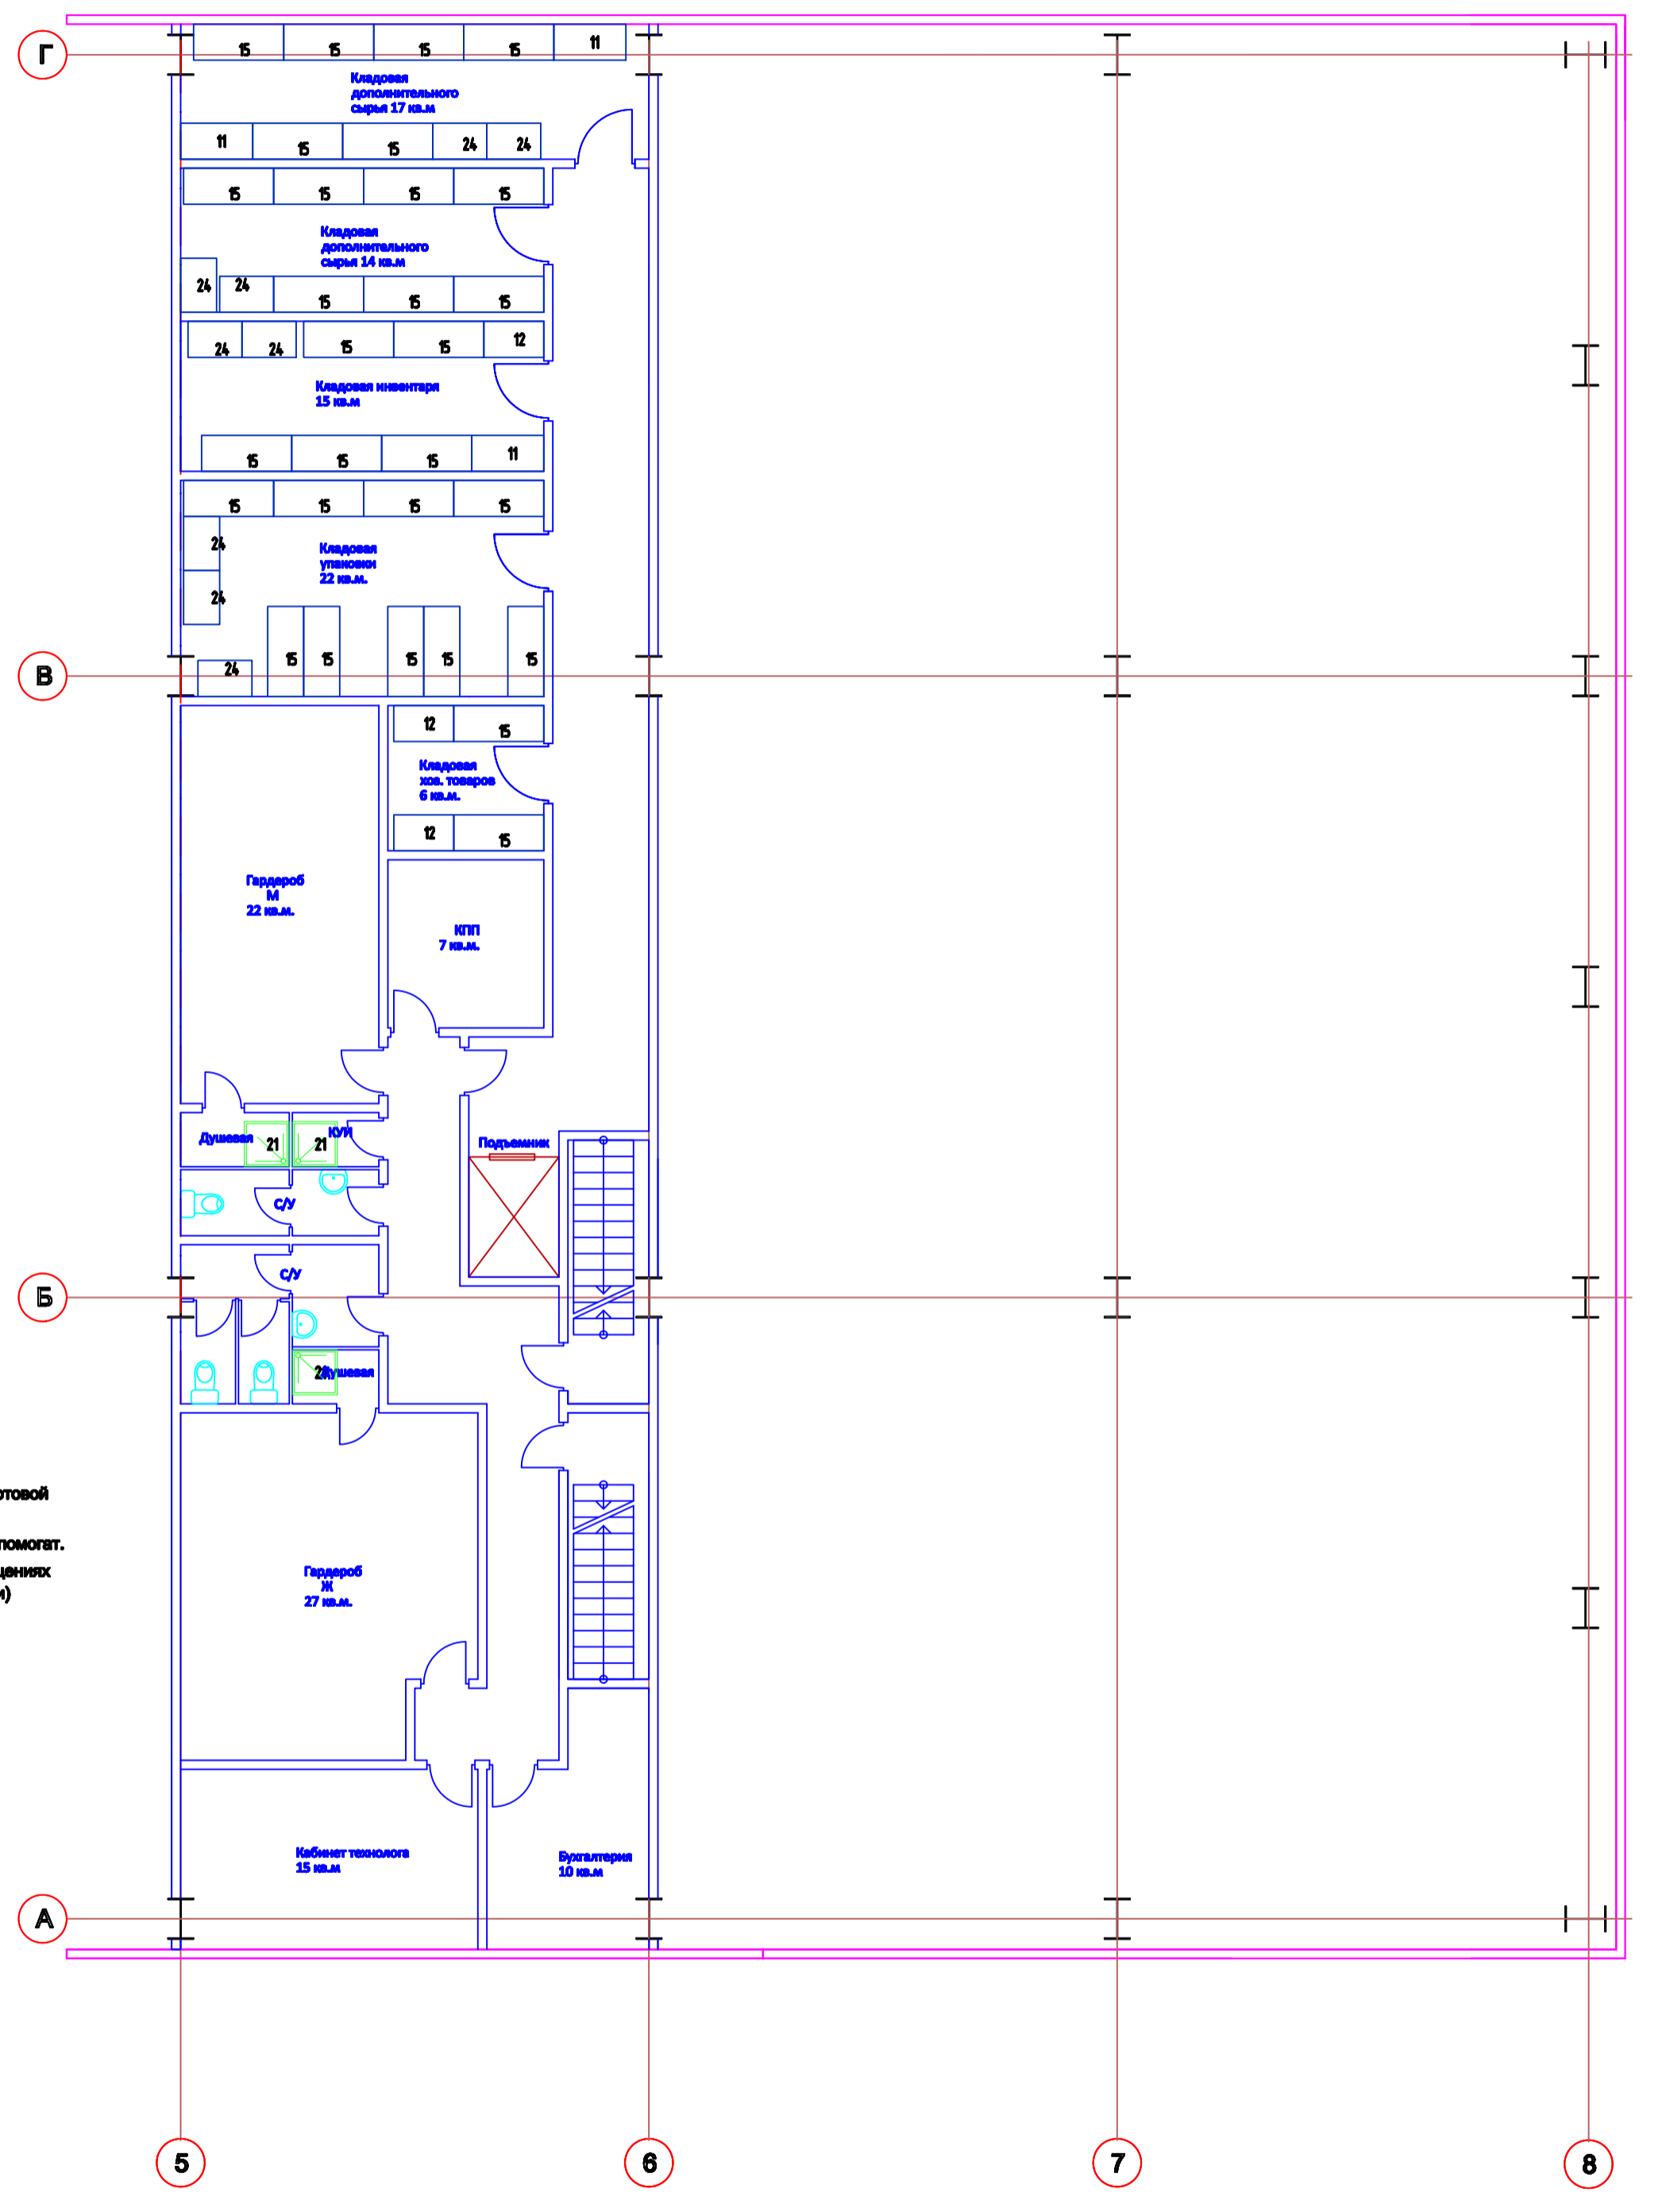 Г
15
15
15
15
11
Кладовая
дополнительного
сырья 17 кв.м
11
15
15
24
24
15
15
15
15
Кладовая
дополнительного
сырья 14 кв.м
24
24
15
15
15
24
24
15
15
12
Кладовая инвентаря
15 кв.м
15
15
15
11
15
15
15
15
24
Кладовая
упаковки
22 кв.м.
24
24
15
15
15
15
15
В
12
15
Кладовая
хоз. товаров
6 кв.м.
12
15
Гардероб
М
22 кв.м.
КПП
7 кв.м.
Душевая
21
21
КУИ
Подъемник
С/У
С/У
Б
Душевая
отовой
помогат.
щениях
Гардероб
Ж
27 кв.м.
Кабинет технолога
15 кв.м
Бухгалтерия
10 кв.м
А
5
6
7
8